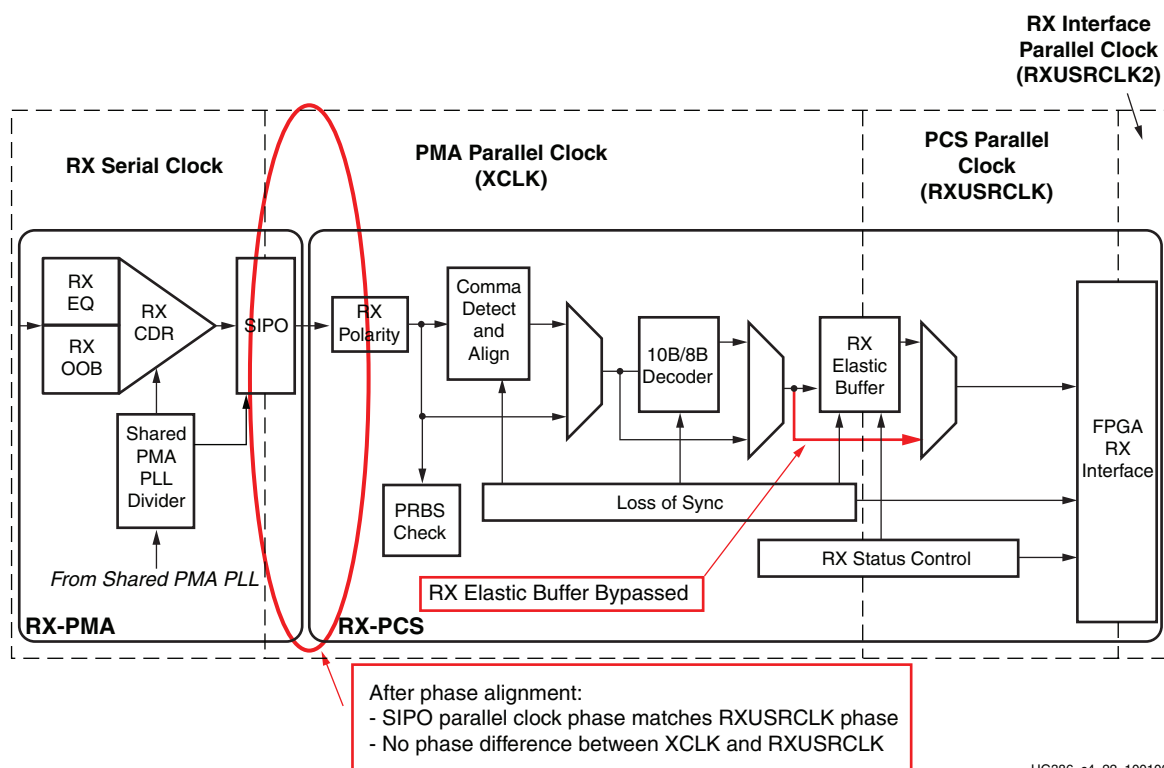 RX Interface
Parallel Clock
(RXUSRCLK2)
RX Serial Clock
PMA Parallel Clock
(XCLK)
PCS Parallel
Clock
(RXUSRCLK)
RX
EQ
RX
OOB
RX
CDR
SIPO
RX
Polarity
Comma
Detect
and
Align
10B/8B
Decoder
RX
Elastic
Buffer
FPGA
RX
Interface
Shared
PMA
PLL
Divider
PRBS
Check
Loss of Sync
RX Status Control
From Shared PMA PLL
RX Elastic Buffer Bypassed
RX-PMA
RX-PCS
After phase alignment:
- SIPO parallel clock phase matches RXUSRCLK phase
- No phase difference between XCLK and RXUSRCLK